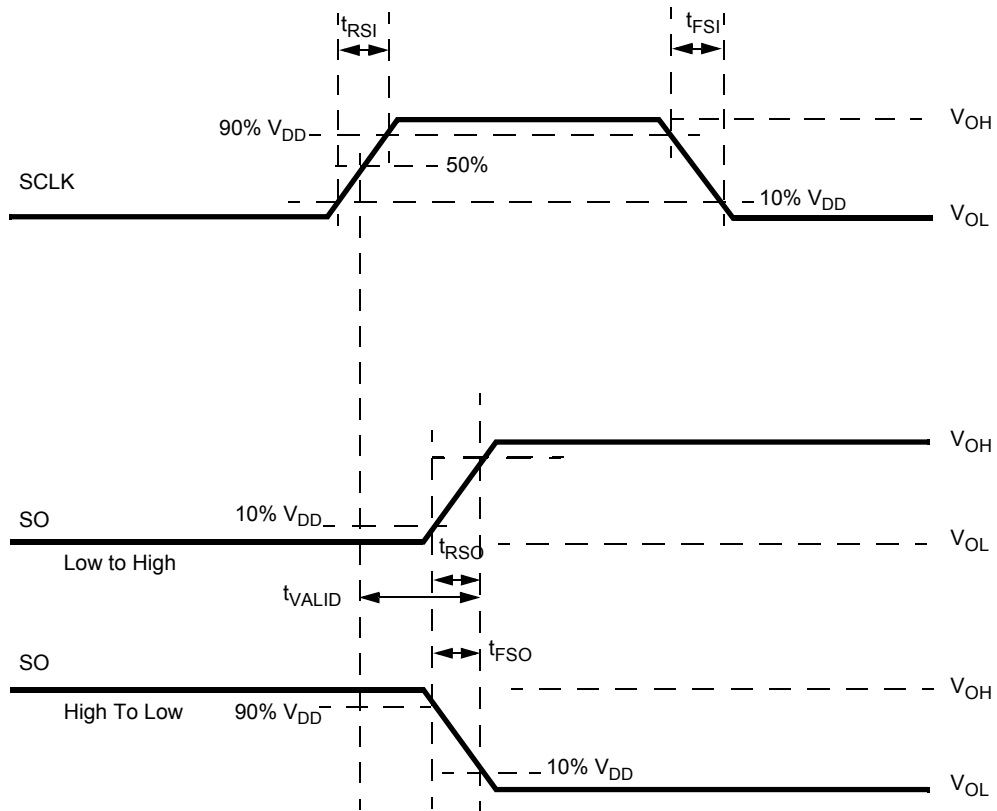 tRSI
tFSI
90% VDD
VOH
50%
SCLK
10% VDD
VOL
VOH
10% VDD
SO
Low to High
tRSO
VOL
tVALID
SO
tFSO
VOH
High To Low
90% VDD
10% VDD
VOL